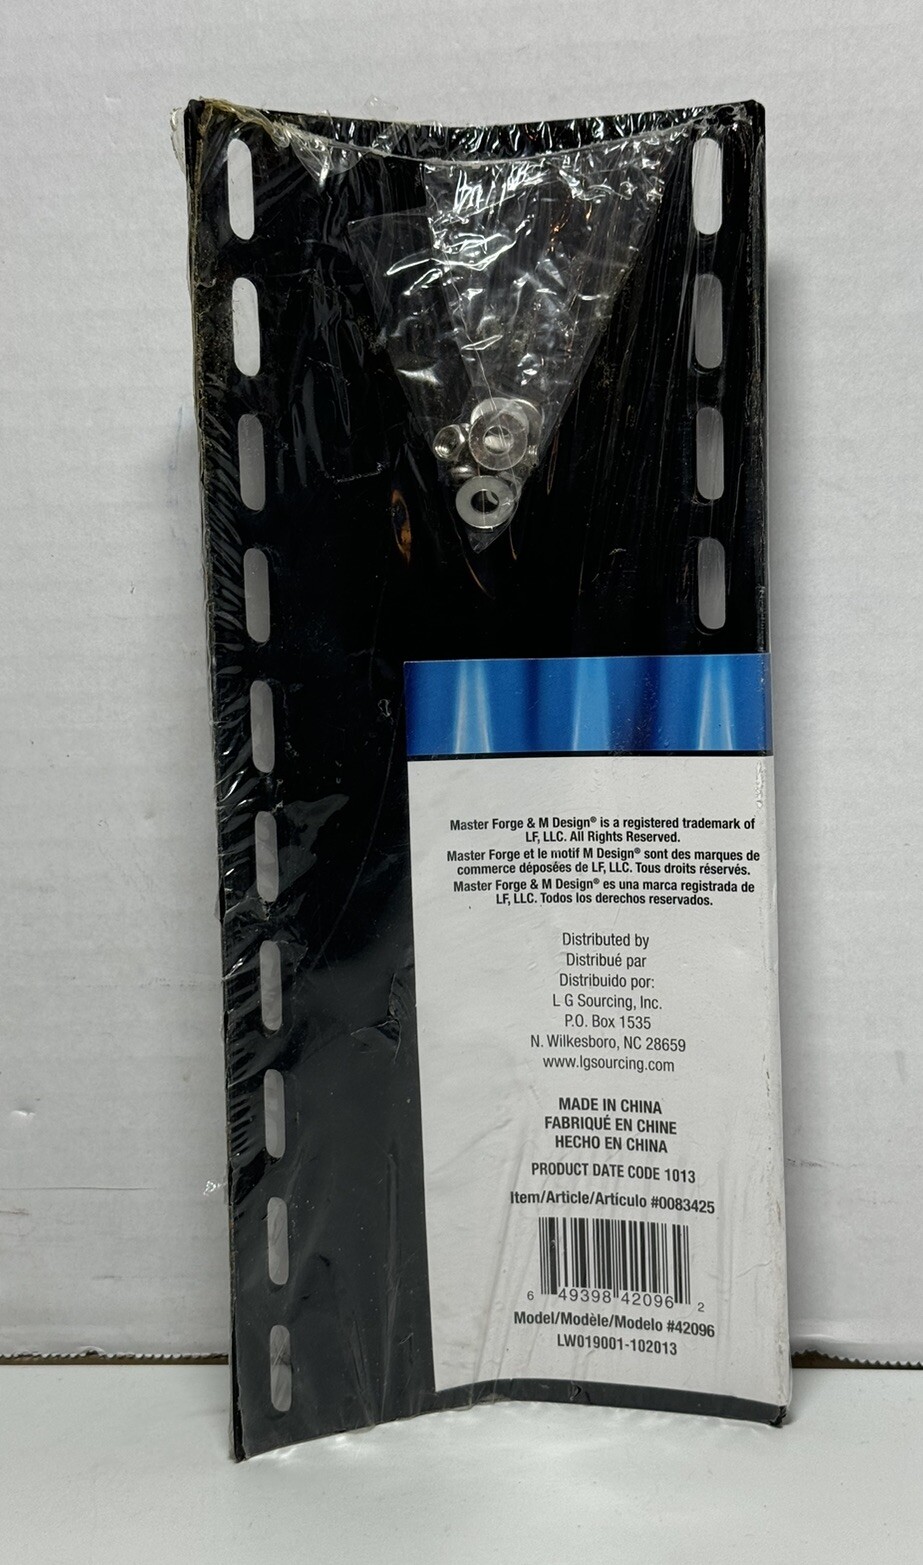 Master Forge & M Design® is a registered trademark of
LF, LLC. All Rights Reserved.
Master Forge et le motif M Design® sont des marques de
commerce déposées de LF, LLC. Tous droits réservés.
Master Forge & M Design® es una marca registrada de
LF, LLC. Todos los derechos reservados.
Distributed by
Distribué par
Distribuido por:
L G Sourcing, Inc.
P.O. Box 1535
N. Wilkesboro, NC 28659
www.lgsourcing.com
MADE IN CHINA
FABRIQUÉ EN CHINE
HECHO EN CHINA
PRODUCT DATE CODE 1013
Item/Article/Artículo #0083425
6 49398 42096 2
Model/Modèle/Modelo #42096
LW019001-102013